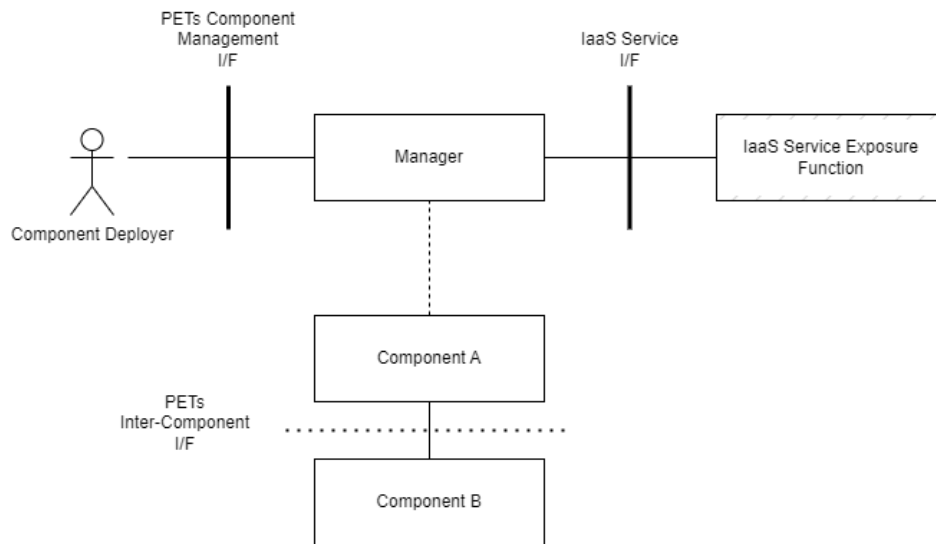 PETs Component
Management
I/F
IaaS Service
I/F
Manager
IaaS Service Exposure
Function
Component Deployer
Component A
PETs
Inter-Component
I/F
Component B